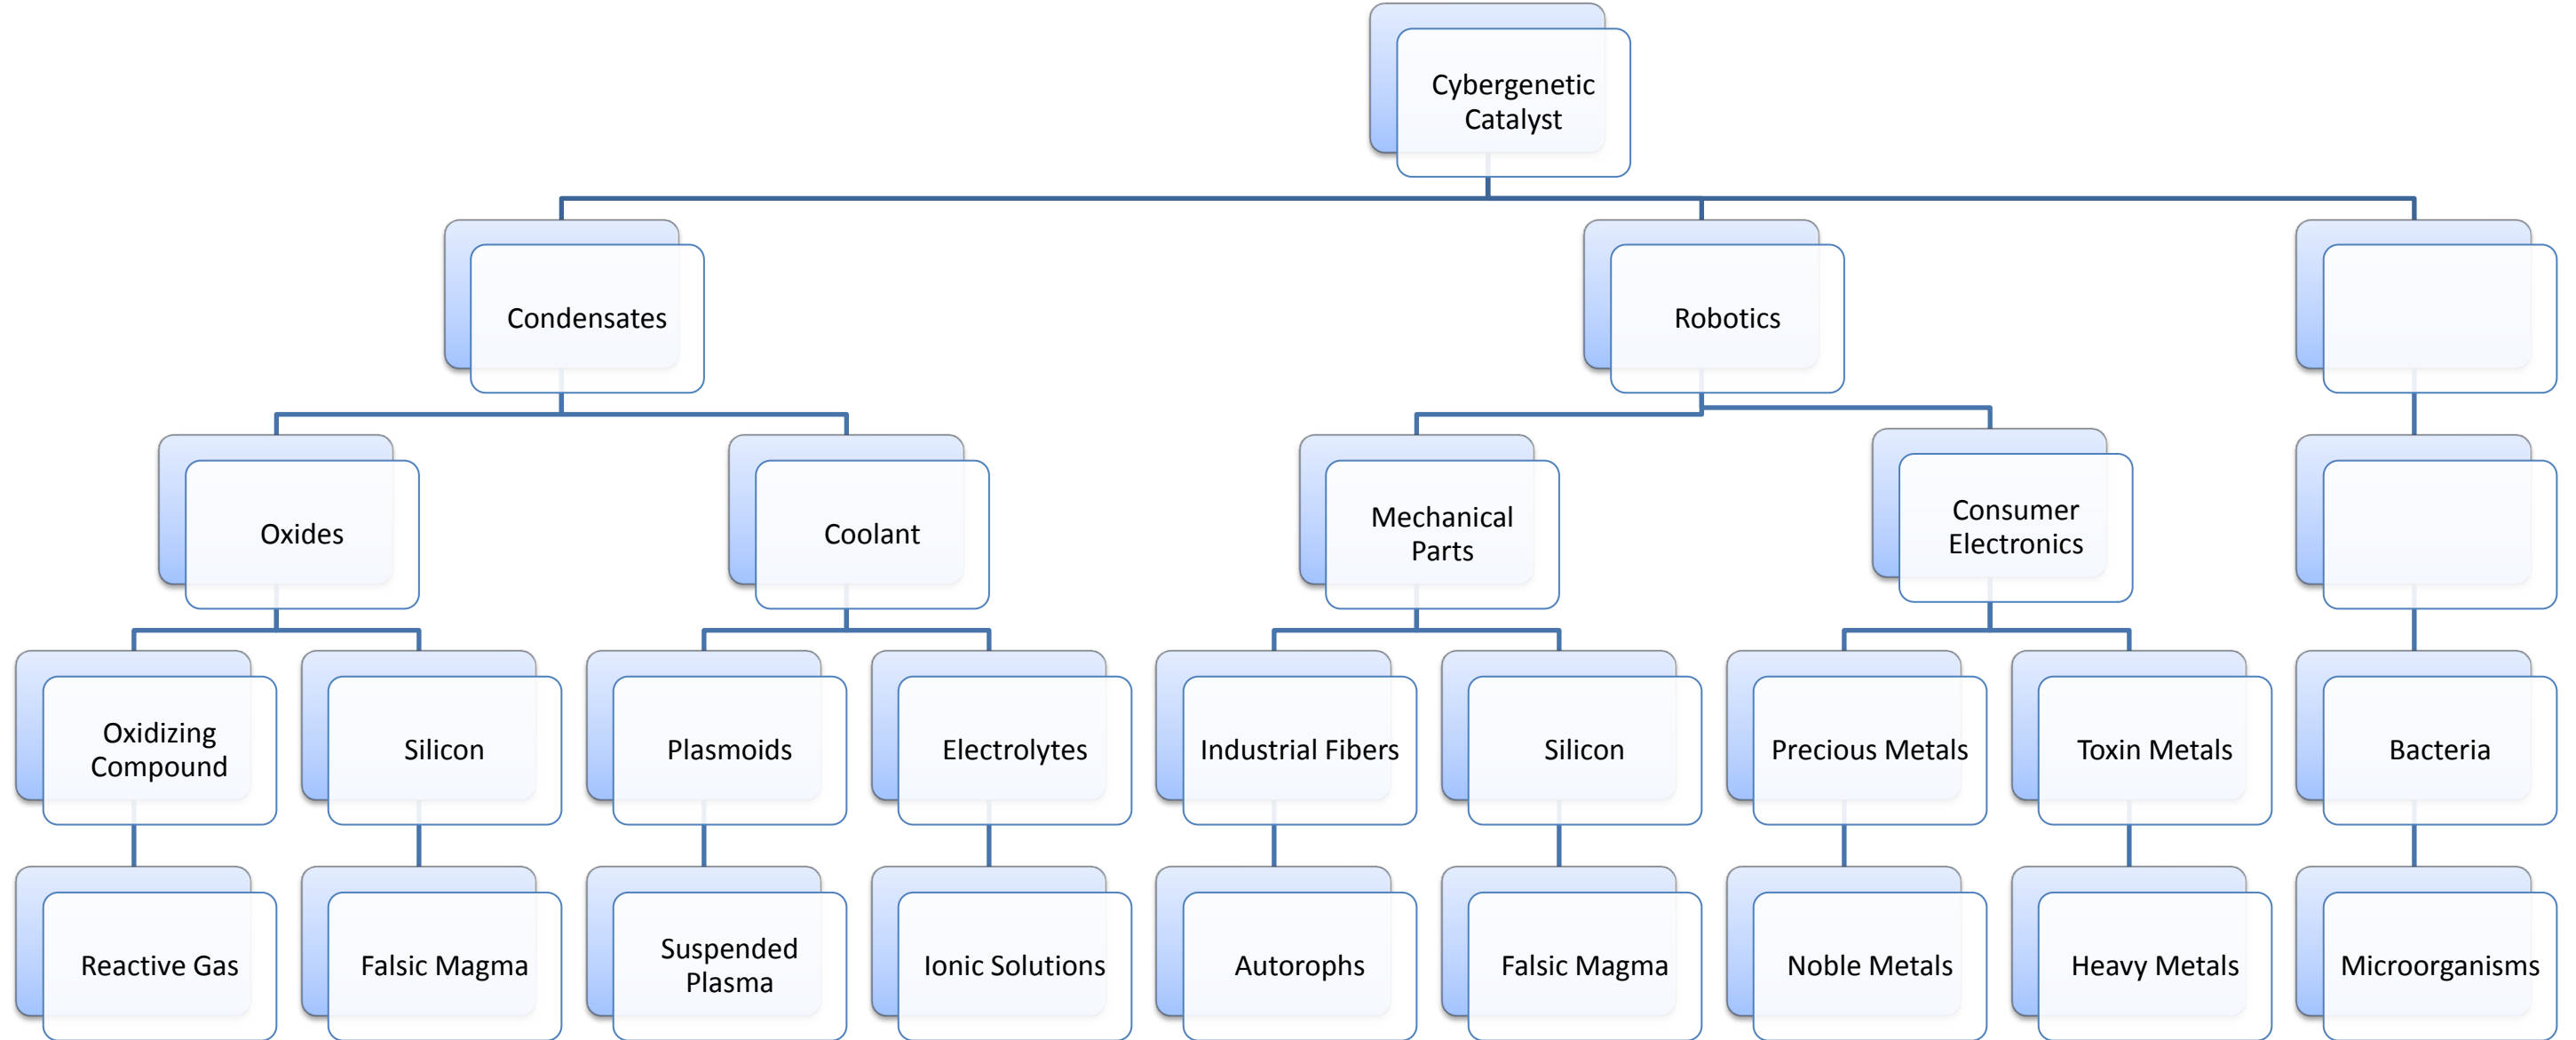 Cybergenetic
Catalyst
Condensates
Robotics
Oxides
Coolant
Mechanical
Parts
Consumer
Electronics
Oxidizing
Compound
Silicon
Plasmoids
Electrolytes
Industrial Fibers
Silicon
Precious Metals
Toxin Metals
Bacteria
Reactive Gas
Falsic Magma
Suspended
Plasma
Ionic Solutions
Autorophs
Falsic Magma
Noble Metals
Heavy Metals
Microorganisms